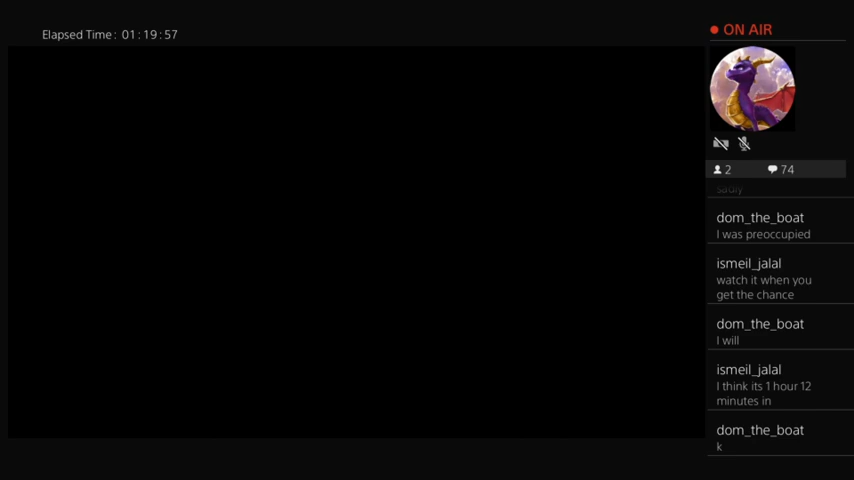 Elapsed Time: 01:19:57
ON AIR
2
74
sadly
dom_the_boat
I was preoccupied
ismeil_jalal
watch it when you
get the chance
dom_the_boat
I will
ismeil_jalal
I think its 1 hour 12
minutes in
dom_the_boat
k